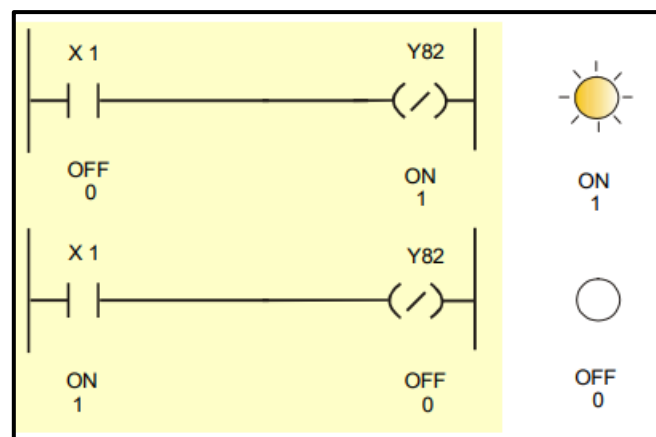 X 1 Y82
OFF ON ON
0 1 1
X 1 Y82
ON OFF OFF
1 0 0